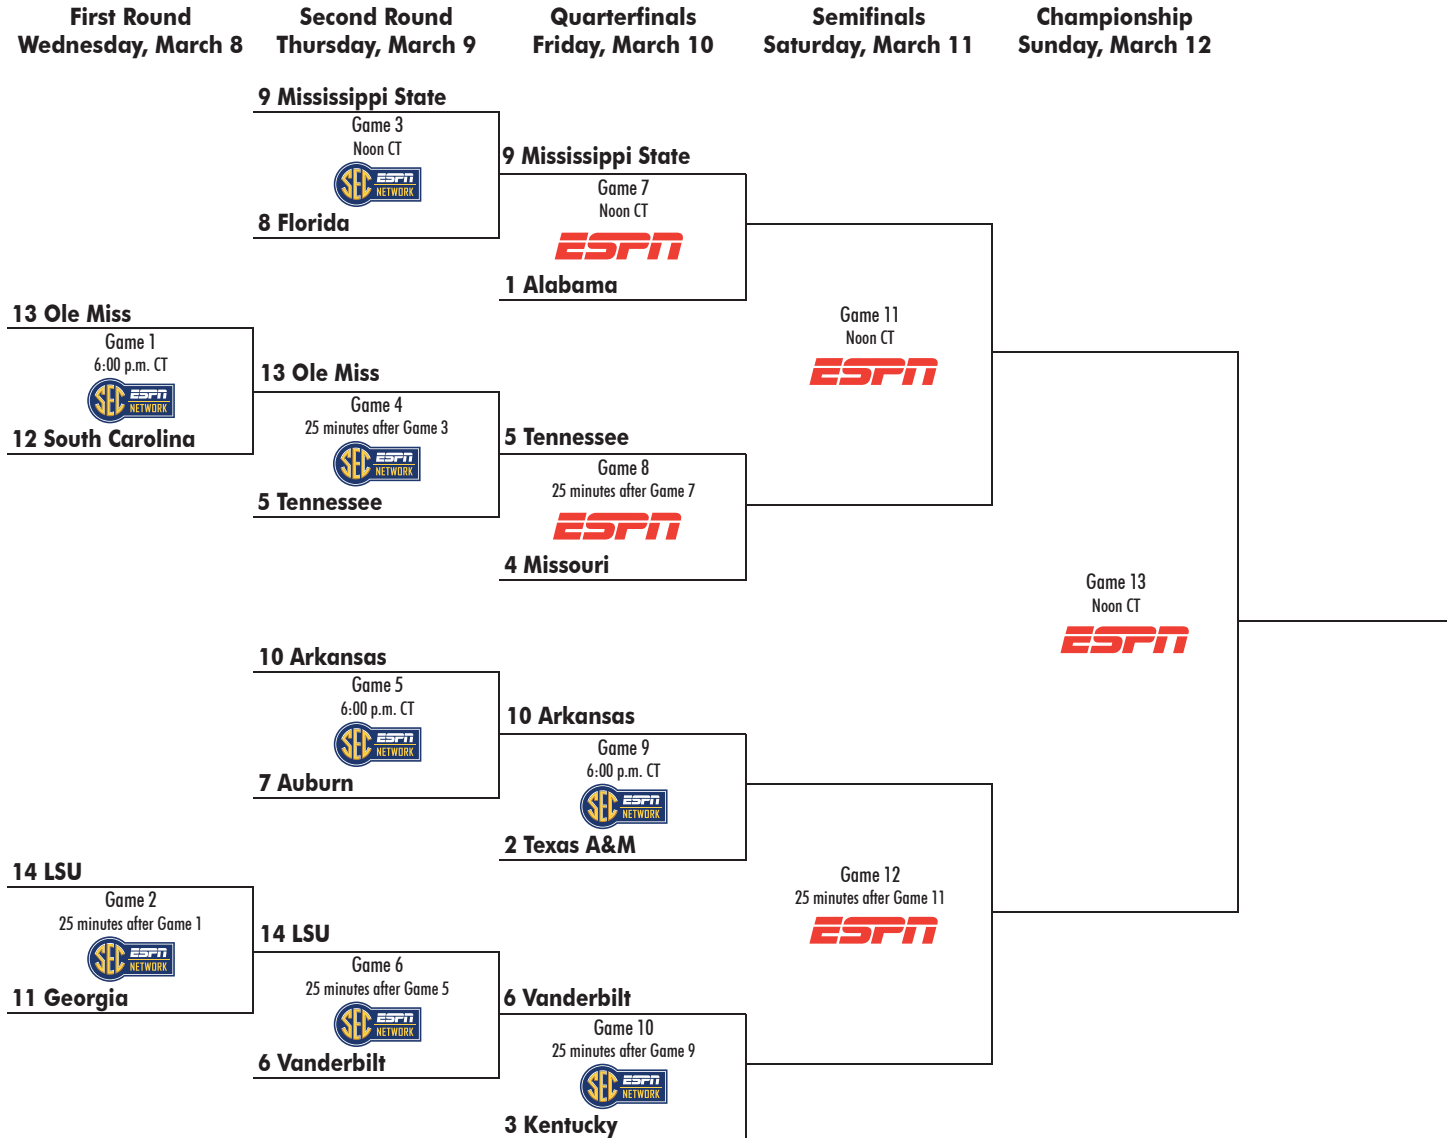 First Round
Wednesday, March 8
Second Round
Thursday, March 9
Quarterfinals
Friday, March 10
Semifinals
Saturday, March 11
Championship
Sunday, March 12
13 Ole Miss
Game 1
6:00 p.m. CT
SEC ESPN NETWORK
12 South Carolina
14 LSU
Game 2
25 minutes after Game 1
SEC ESPN NETWORK
11 Georgia
9 Mississippi State
Game 3
Noon CT
SEC ESPN NETWORK
8 Florida
13 Ole Miss
Game 4
25 minutes after Game 3
SEC ESPN NETWORK
5 Tennessee
10 Arkansas
Game 5
6:00 p.m. CT
SEC ESPN NETWORK
7 Auburn
14 LSU
Game 6
25 minutes after Game 5
SEC ESPN NETWORK
6 Vanderbilt
9 Mississippi State
Game 7
Noon CT
ESPN
1 Alabama
5 Tennessee
Game 8
25 minutes after Game 7
ESPN
4 Missouri
10 Arkansas
Game 9
6:00 p.m. CT
SEC ESPN NETWORK
2 Texas A&M
6 Vanderbilt
Game 10
25 minutes after Game 9
SEC ESPN NETWORK
3 Kentucky
Game 11
Noon CT
ESPN
Game 12
25 minutes after Game 11
ESPN
Game 13
Noon CT
ESPN